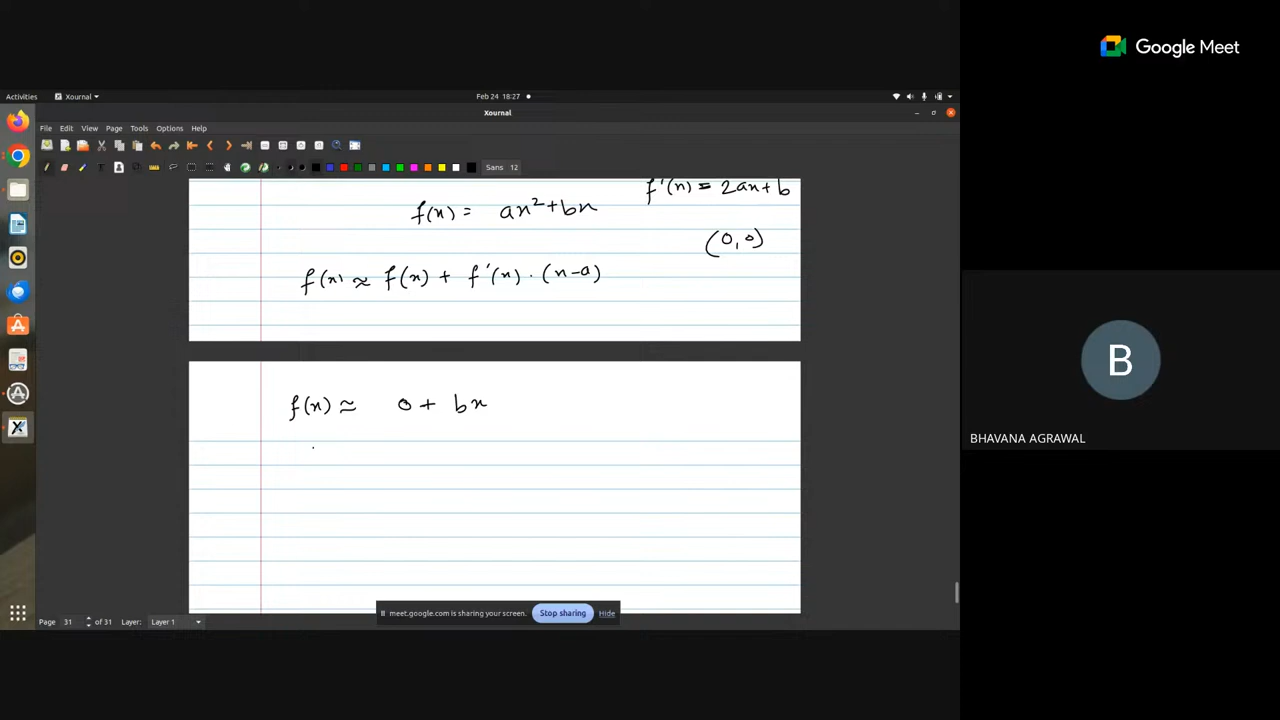 Google Meet
Activities
Xournal
Feb 24 18:27
Xournal
File Edit View Page Tools Options Help
Sans 12
f'(x) = 2ax+b
f(x) = ax²+bx
(0,0)
f(x) ≈ f(x) + f'(x) · (x-a)
f(x) ≈ 0 + bx
B
BHAVANA AGRAWAL
meet.google.com is sharing your screen. Stop sharing Hide
Page 31 of 31 Layer: Layer 1